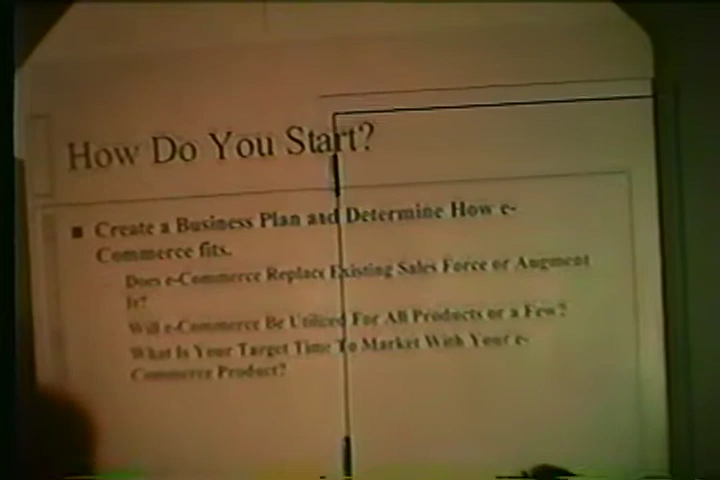 How Do You Start?
Create a Business Plan and Determine How e-
Commerce fits.
Does e-Commerce Replace Existing Sales Force or Augment
It?
Will e-Commerce Be Utilized For All Products or a Few?
What Is Your Target Time To Market With Your e-
Commerce Product?